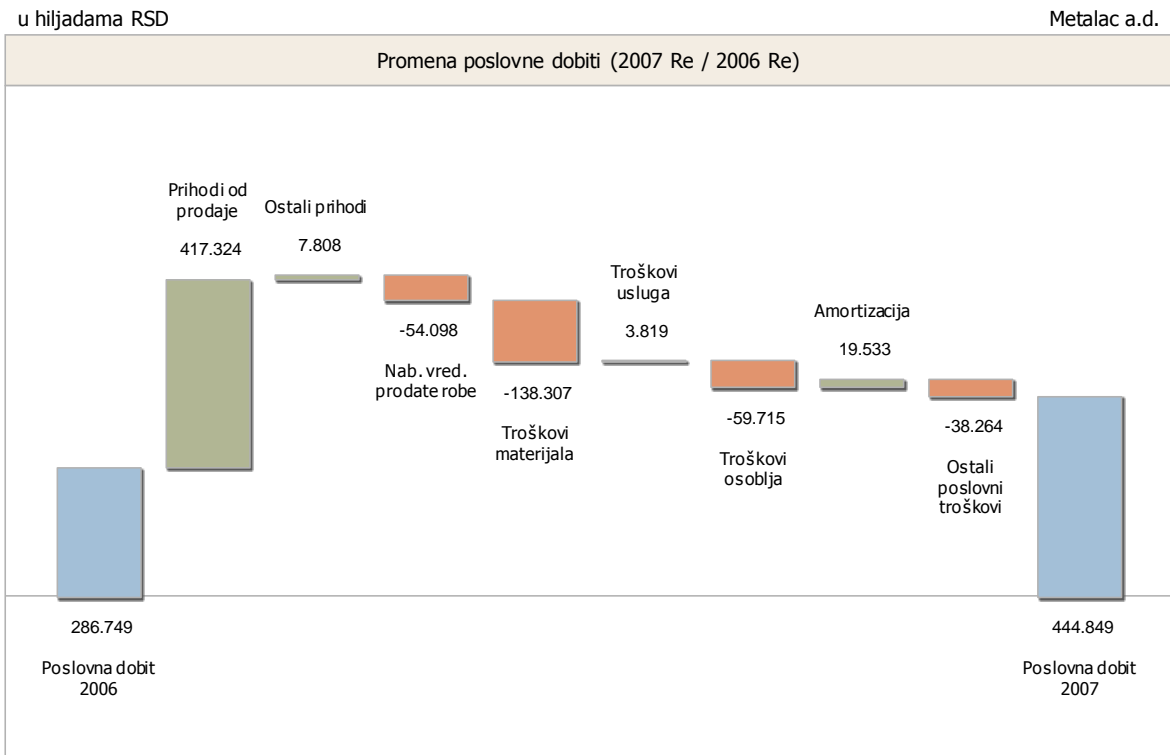 u hiljadama RSD
Metalac a.d.
Promena poslovne dobiti (2007 Re / 2006 Re)
Prihodi od
prodaje
417.324
Ostali prihodi
7.808
-54.098
Nab. vred.
prodate robe
-138.307
Troškovi
materijala
Troškovi
usluga
3.819
-59.715
Troškovi
osoblja
Amortizacija
19.533
-38.264
Ostali
poslovni
troškovi
286.749
Poslovna dobit
2006
444.849
Poslovna dobit
2007